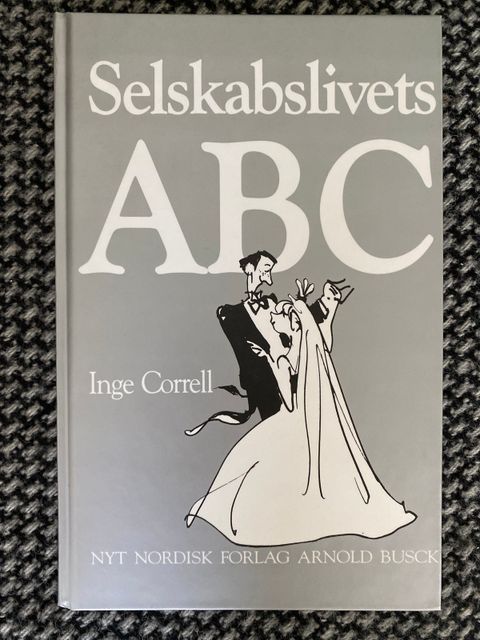 Selskabslivets
ABC
Inge Correll
NYT NORDISK FORLAG ARNOLD BUSCK